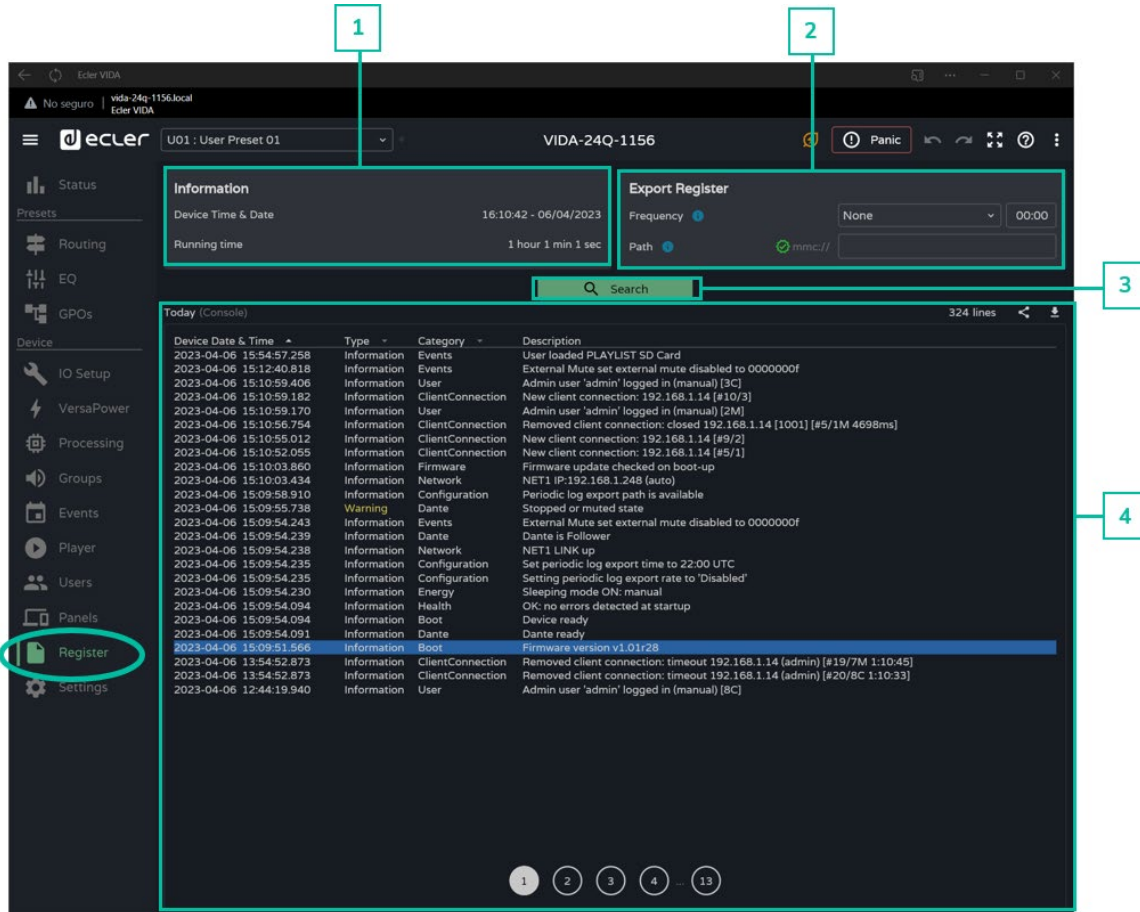 1
2
Ecler VIDA
No seguro
vida-24q-1156.local
Ecler VIDA
ecler
U01 : User Preset 01
VIDA-24Q-1156
Panic
Status
Presets
Routing
EQ
GPOs
Device
IO Setup
VersaPower
Processing
Groups
Events
Player
Users
Panels
Register
Settings
Information
Device Time & Date 16:10:42 - 06/04/2023
Running time 1 hour 1 min 1 sec
Export Register
Frequency None 00:00
Path mmc://
Search
3
Today (Console) 324 lines
Device Date & Time Type Category Description
2023-04-06 15:54:57.258 Information Events User loaded PLAYLIST SD Card
2023-04-06 15:12:40.818 Information Events External Mute set external mute disabled to 0000000f
2023-04-06 15:10:59.406 Information User Admin user 'admin' logged in (manual) [3C]
2023-04-06 15:10:59.182 Information ClientConnection New client connection: 192.168.1.14 [#10/3]
2023-04-06 15:10:59.170 Information User Admin user 'admin' logged in (manual) [2M]
2023-04-06 15:10:56.754 Information ClientConnection Removed client connection: closed 192.168.1.14 [1001] [#5/1M 4698ms]
2023-04-06 15:10:55.012 Information ClientConnection New client connection: 192.168.1.14 [#9/2]
2023-04-06 15:10:52.055 Information ClientConnection New client connection: 192.168.1.14 [#5/1]
2023-04-06 15:10:03.860 Information Firmware Firmware update checked on boot-up
2023-04-06 15:10:03.434 Information Network NET1 IP:192.168.1.248 (auto)
2023-04-06 15:09:58.910 Information Configuration Periodic log export path is available
2023-04-06 15:09:55.738 Warning Dante Stopped or muted state
2023-04-06 15:09:54.243 Information Events External Mute set external mute disabled to 0000000f
2023-04-06 15:09:54.239 Information Dante Dante is Follower
2023-04-06 15:09:54.238 Information Network NET1 LINK up
2023-04-06 15:09:54.235 Information Configuration Set periodic log export time to 22:00 UTC
2023-04-06 15:09:54.235 Information Configuration Setting periodic log export rate to 'Disabled'
2023-04-06 15:09:54.230 Information Energy Sleeping mode ON: manual
2023-04-06 15:09:54.094 Information Health OK: no errors detected at startup
2023-04-06 15:09:54.094 Information Boot Device ready
2023-04-06 15:09:54.091 Information Dante Dante ready
2023-04-06 15:09:51.566 Information Boot Firmware version v1.01r28
2023-04-06 13:54:52.873 Information ClientConnection Removed client connection: timeout 192.168.1.14 (admin) [#19/7M 1:10:45]
2023-04-06 13:54:52.873 Information ClientConnection Removed client connection: timeout 192.168.1.14 (admin) [#20/8C 1:10:33]
2023-04-06 12:44:19.940 Information User Admin user 'admin' logged in (manual) [8C]
4
1 2 3 4 ... 13